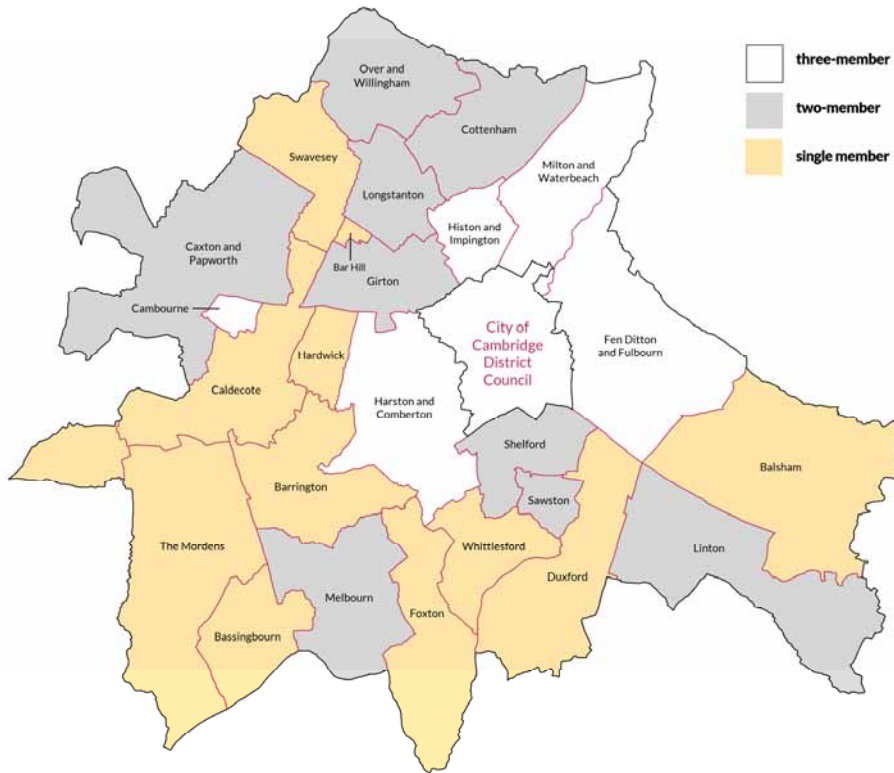 three-member
two-member
single member
Over and
Willingham
Cottenham
Swavesey
Milton and
Waterbeach
Longstanton
Histon and
Impington
Caxton and
Papworth
Bar Hill
Girton
Cambourne
City of
Cambridge
District
Council
Fen Ditton
and Fulbourn
Hardwick
Caldecote
Harston and
Comberton
Shelford
Balsham
Barrington
Sawston
The Mordens
Whittlesford
Linton
Duxford
Melbourn
Foxton
Bassingbourn